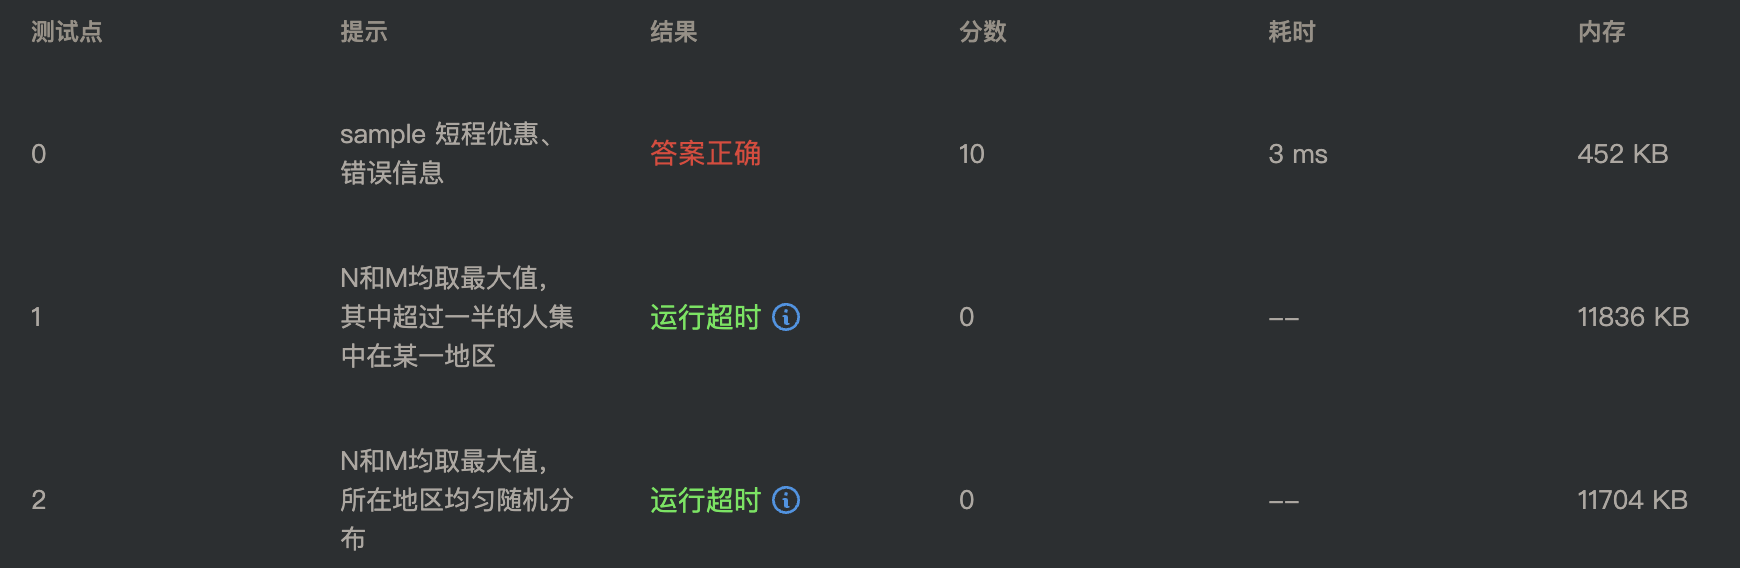 测试点 提示 结果 分数 耗时 内存
0 sample 短程优惠、错误信息 答案正确 10 3 ms 452 KB
1 N和M均取最大值，其中超过一半的人集中在某一地区 运行超时 0 -- 11836 KB
2 N和M均取最大值，所在地区均匀随机分布 运行超时 0 -- 11704 KB